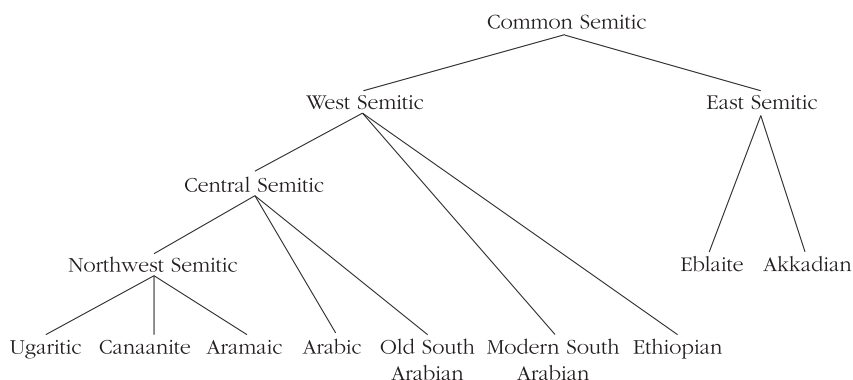 Common Semitic
West Semitic
East Semitic
Central Semitic
Northwest Semitic
Eblaite
Akkadian
Ugaritic
Canaanite
Aramaic
Arabic
Old South
Arabian
Modern South
Arabian
Ethiopian